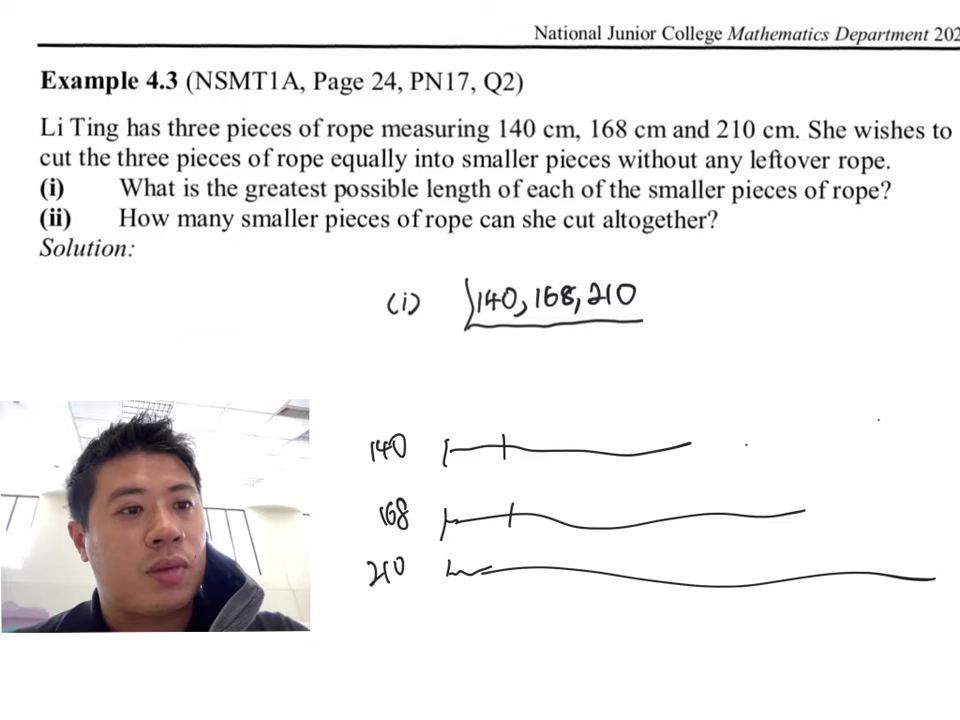 National Junior College Mathematics Department 202
Example 4.3 (NSMT1A, Page 24, PN17, Q2)
Li Ting has three pieces of rope measuring 140 cm, 168 cm and 210 cm. She wishes to
cut the three pieces of rope equally into smaller pieces without any leftover rope.
(i) What is the greatest possible length of each of the smaller pieces of rope?
(ii) How many smaller pieces of rope can she cut altogether?
Solution:
(i) 140, 168, 210
140
168
210